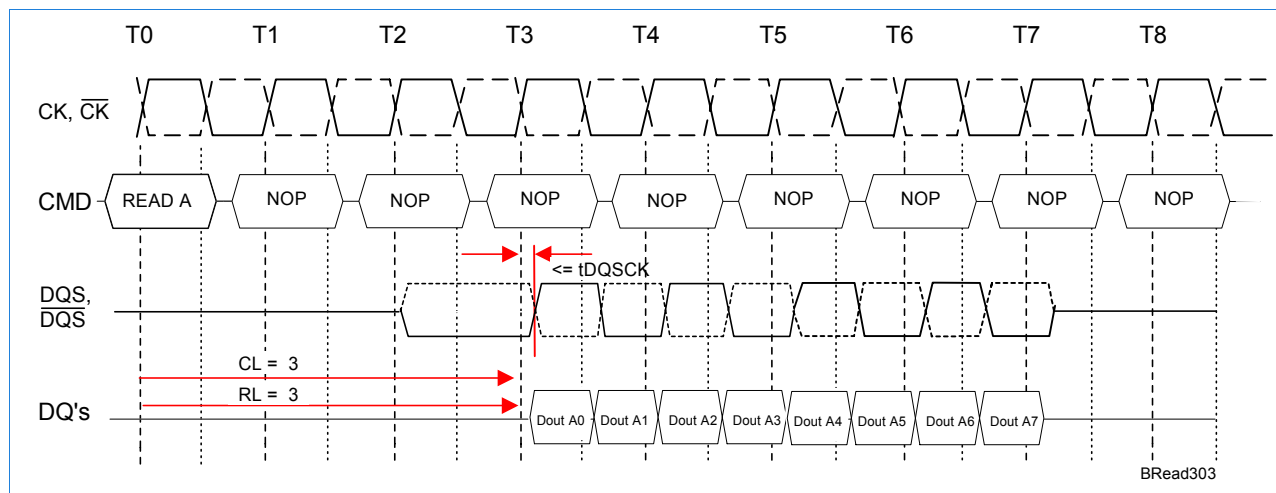 T0 T1 T2 T3 T4 T5 T6 T7 T8
CK, C̅K̅
CMD READ A NOP NOP NOP NOP NOP NOP NOP NOP
<= tDQSCK
DQS,
D̅Q̅S̅
CL = 3
RL = 3
DQ's Dout A0 Dout A1 Dout A2 Dout A3 Dout A4 Dout A5 Dout A6 Dout A7
BRead303